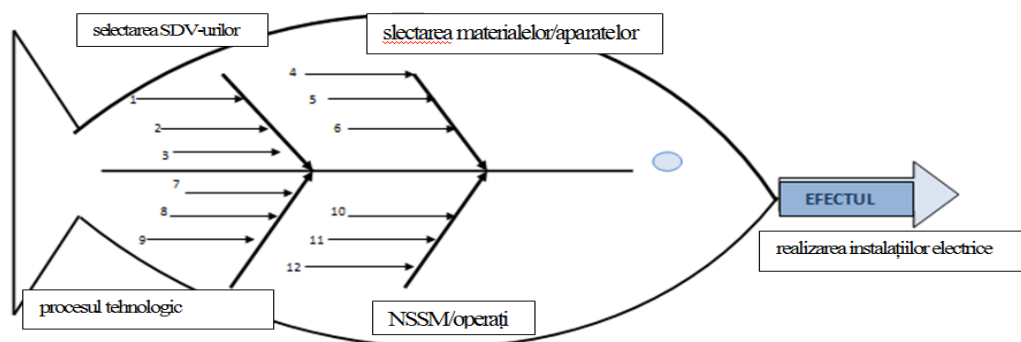 selectarea SDV-urilor
slectarea materialelor/aparatelor
4
1
5
2
6
3
7
8
10
9
11
12
EFECTUL
realizarea instalațiilor electrice
procesul tehnologic
NSSM/operați